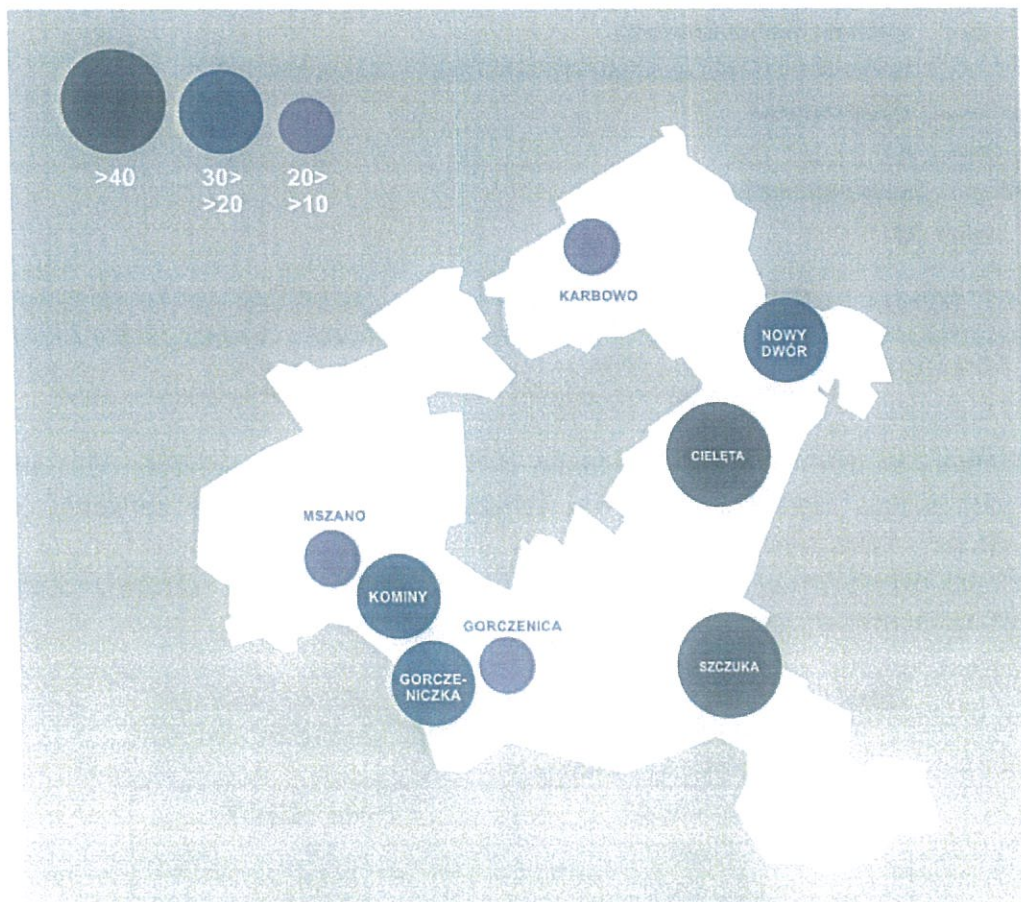 >40
30>
>20
20>
>10
KARBOWO
NOWY
DWÓR
CIELĘTA
MSZANO
KOMINY
GORCZENICA
GORCZE-
NICZKA
SZCZUKA